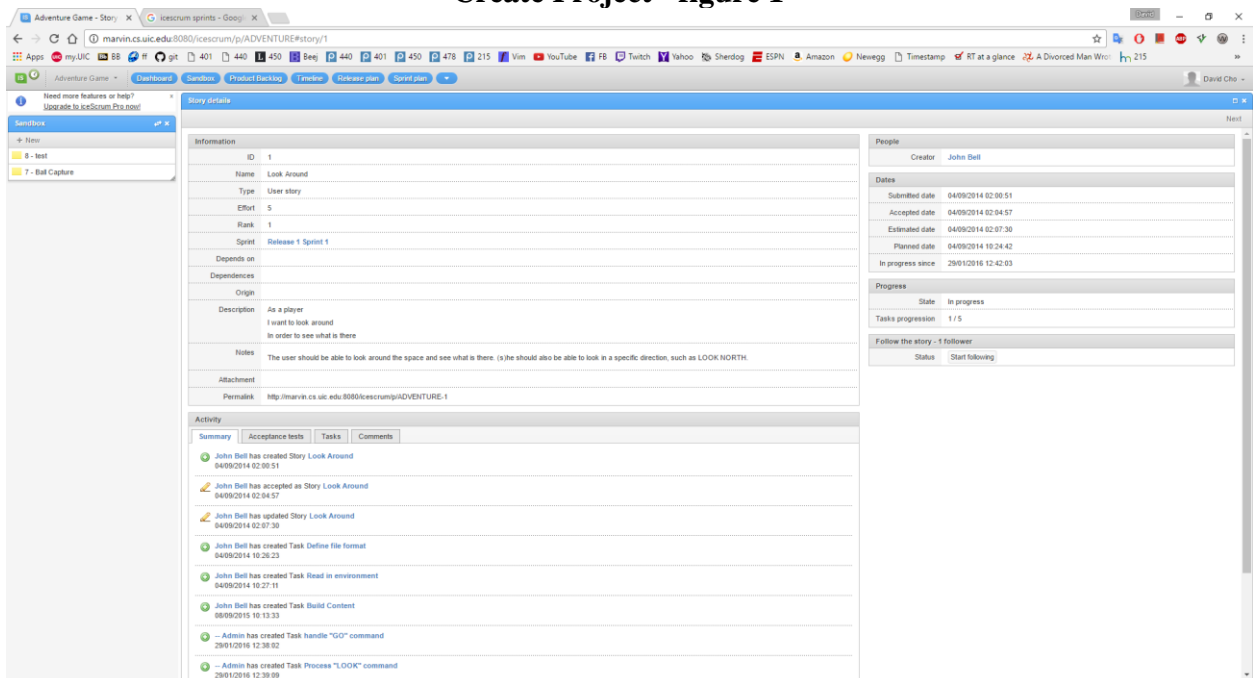 Create Project - figure 1
Adventure Game - Story
icescrum sprints - Googl
David
marvin.cs.uic.edu:8080/icescrum/p/ADVENTURE#story/1
Apps my.UIC BB ff git 401 440 450 Beej 440 401 450 478 215 Vim YouTube FB Twitch Yahoo Sherdog ESPN Amazon Newegg Timestamp RT at a glance A Divorced Man Wro 215
Adventure Game Dashboard Sandbox Product Backlog Timeline Release plan Sprint plan David Cho
Need more features or help?
Upgrade to iceScrum Pro now!
Sandbox
+ New
8 - test
7 - Ball Capture
Story details
Next
Information
ID 1
Name Look Around
Type User story
Effort 5
Rank 1
Sprint Release 1 Sprint 1
Depends on
Dependences
Origin
Description As a player
I want to look around
In order to see what is there
Notes The user should be able to look around the space and see what is there. (s)he should also be able to look in a specific direction, such as LOOK NORTH.
Attachment
Permalink http://marvin.cs.uic.edu:8080/icescrum/p/ADVENTURE-1
Activity
Summary Acceptance tests Tasks Comments
John Bell has created Story Look Around
04/09/2014 02:00:51
John Bell has accepted as Story Look Around
04/09/2014 02:04:57
John Bell has updated Story Look Around
04/09/2014 02:07:30
John Bell has created Task Define file format
04/09/2014 10:26:23
John Bell has created Task Read in environment
04/09/2014 10:27:11
John Bell has created Task Build Content
08/09/2015 10:13:33
-- Admin has created Task handle "GO" command
29/01/2016 12:38:02
-- Admin has created Task Process "LOOK" command
29/01/2016 12:39:09
People
Creator John Bell
Dates
Submitted date 04/09/2014 02:00:51
Accepted date 04/09/2014 02:04:57
Estimated date 04/09/2014 02:07:30
Planned date 04/09/2014 10:24:42
In progress since 29/01/2016 12:42:03
Progress
State In progress
Tasks progression 1 / 5
Follow the story - 1 follower
Status Start following